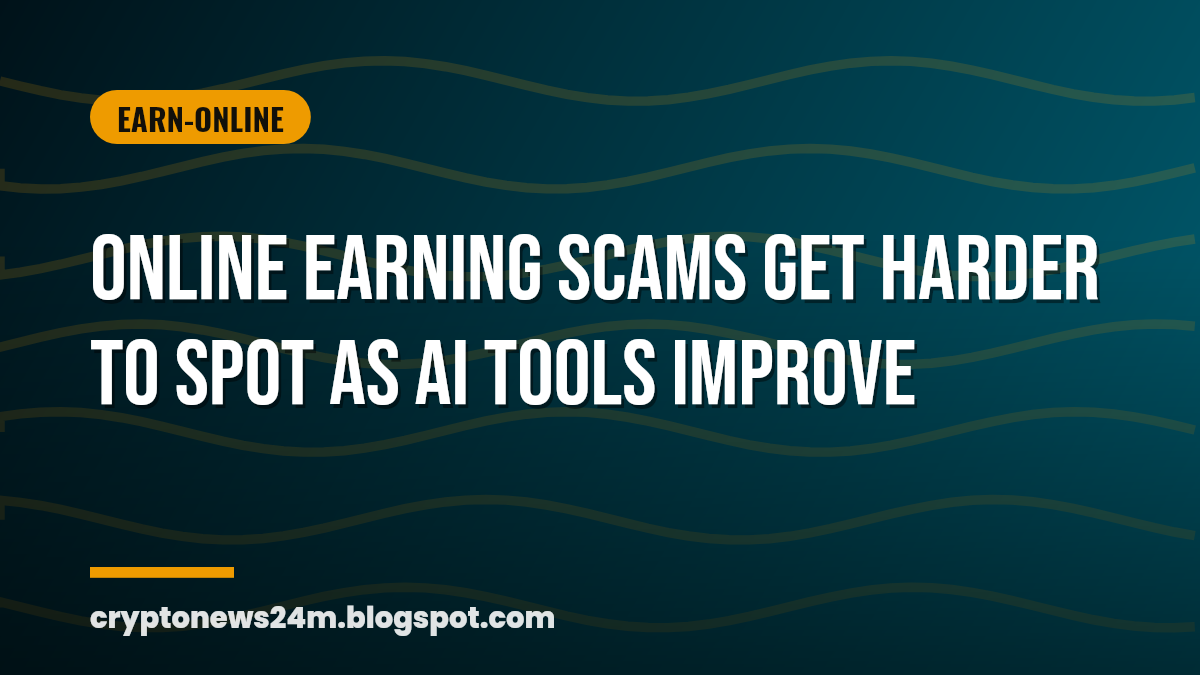 EARN-ONLINE
ONLINE EARNING SCAMS GET HARDER
TO SPOT AS AI TOOLS IMPROVE
cryptonews24m.blogspot.com